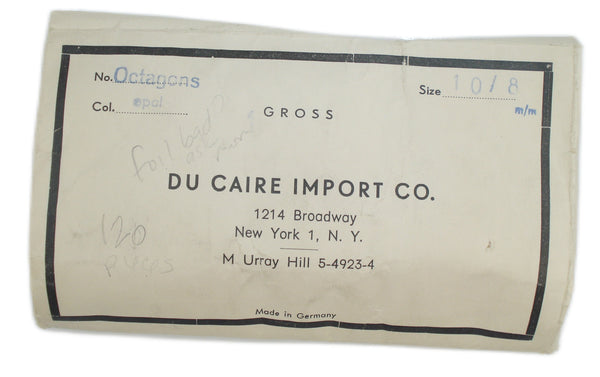 No. Octagons
Size 10/8
m/m
Col. opal
GROSS
foil bad?
DU CAIRE IMPORT CO.
1214 Broadway
New York 1, N. Y.
M Urray Hill 5-4923-4
120
pieces
Made in Germany